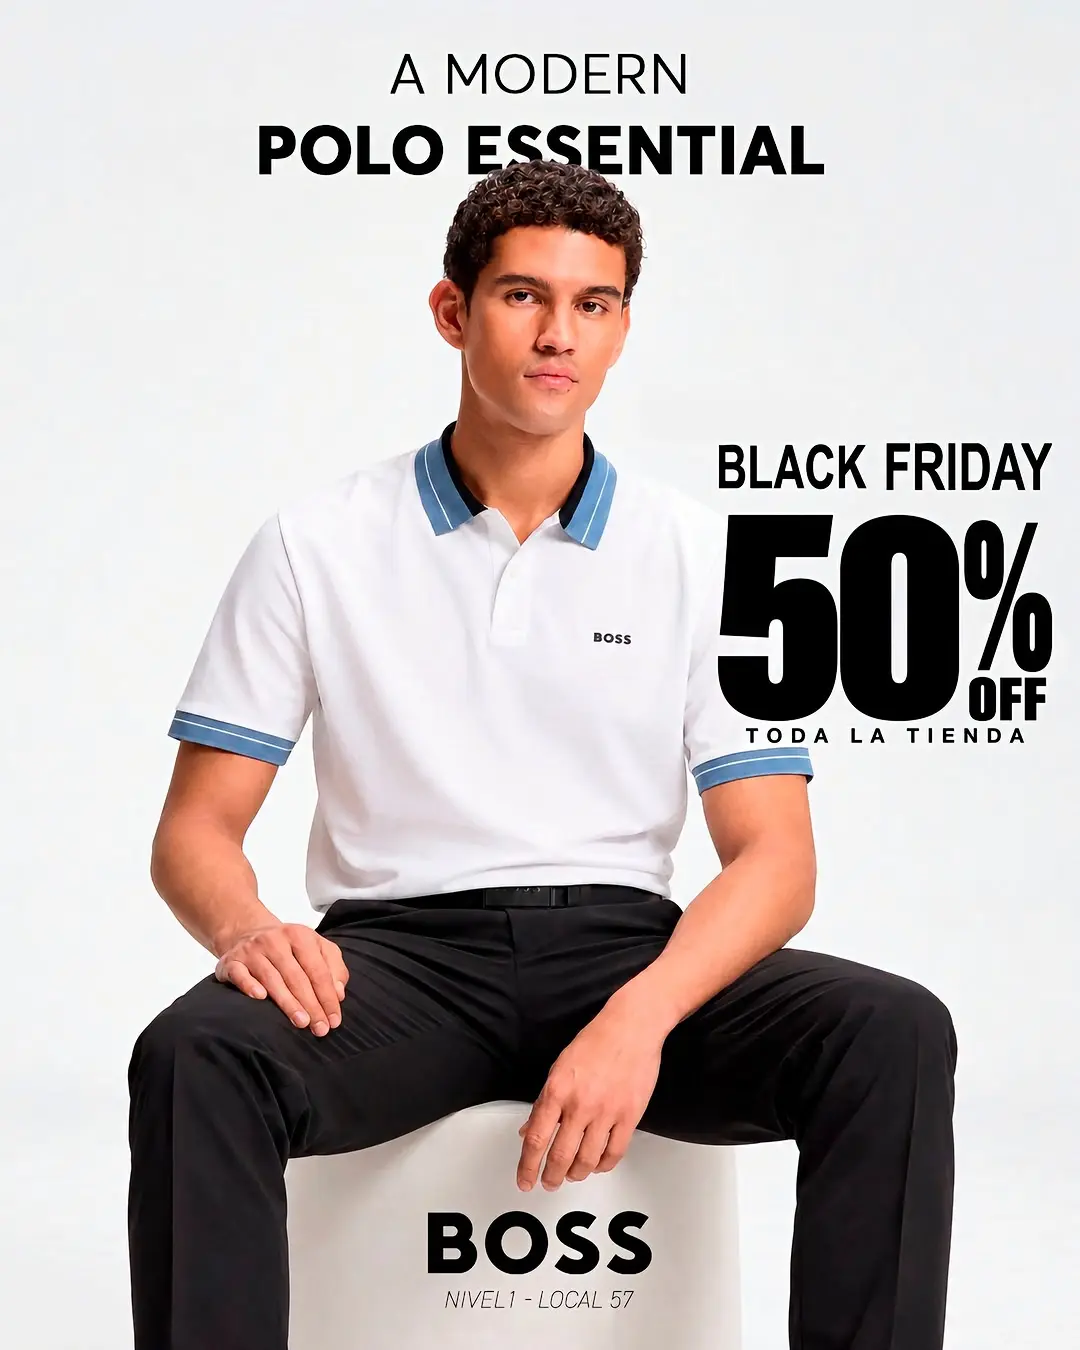 A MODERN
POLO ESSENTIAL
BLACK FRIDAY
50%
OFF
TODA LA TIENDA
BOSS
BOSS
NIVEL1 - LOCAL 57